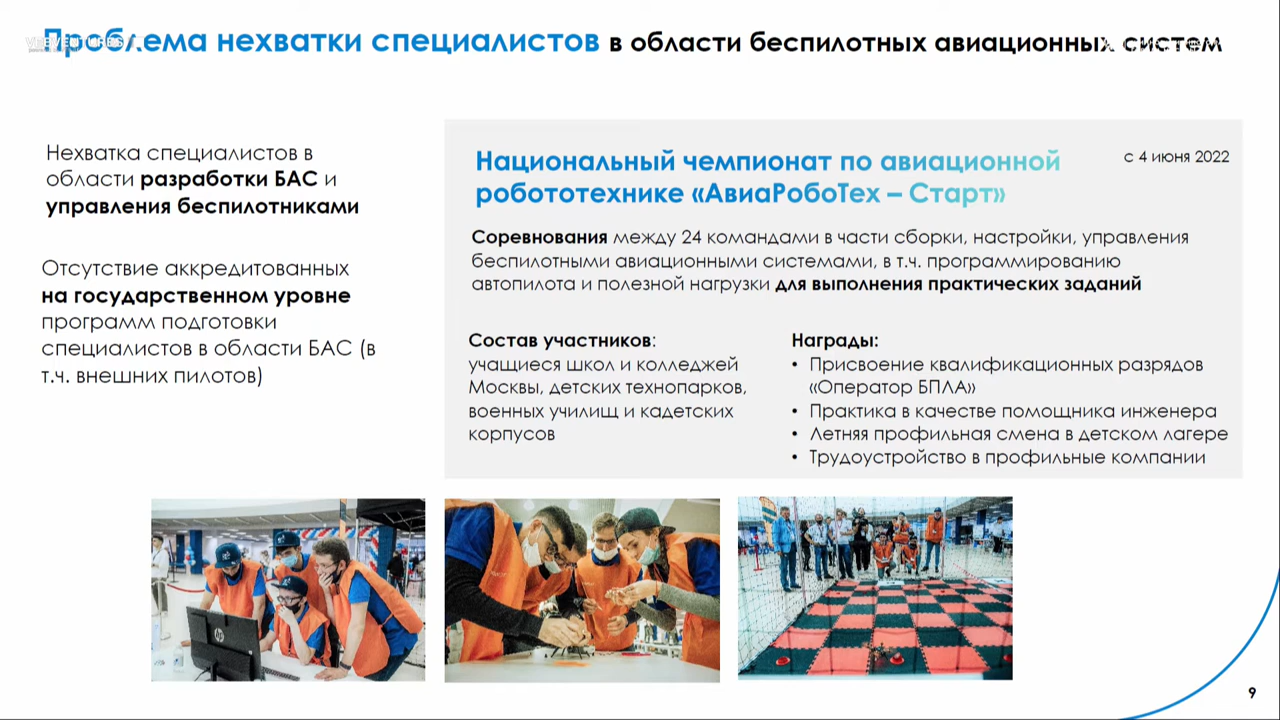 Проблема нехватки специалистов в области беспилотных авиационных систем
Нехватка специалистов в
области разработки БАС и
управления беспилотниками
Отсутствие аккредитованных
на государственном уровне
программ подготовки
специалистов в области БАС (в
т.ч. внешних пилотов)
Национальный чемпионат по авиационной
робототехнике «АвиаРобоТех – Старт»
с 4 июня 2022
Соревнования между 24 командами в части сборки, настройки, управления
беспилотными авиационными системами, в т.ч. программированию
автопилота и полезной нагрузки для выполнения практических заданий
Состав участников:
учащиеся школ и колледжей
Москвы, детских технопарков,
военных училищ и кадетских
корпусов
Награды:
• Присвоение квалификационных разрядов
«Оператор БПЛА»
• Практика в качестве помощника инженера
• Летняя профильная смена в детском лагере
• Трудоустройство в профильные компании
hp
9